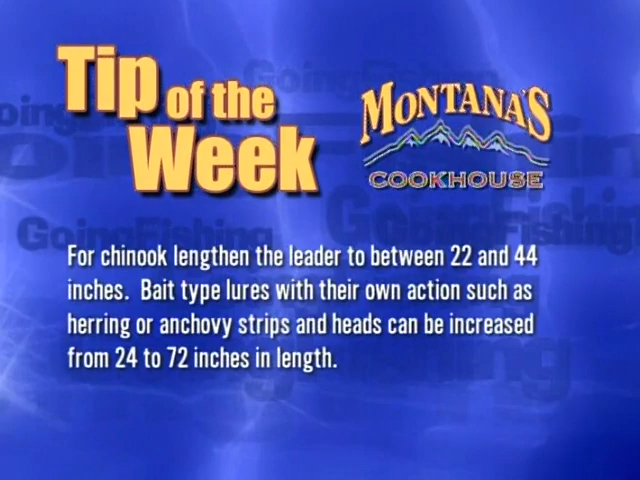 Tip of the
Week
MONTANA'S
COOKHOUSE
For chinook lengthen the leader to between 22 and 44
inches. Bait type lures with their own action such as
herring or anchovy strips and heads can be increased
from 24 to 72 inches in length.
GoingFishing
GoingFishing